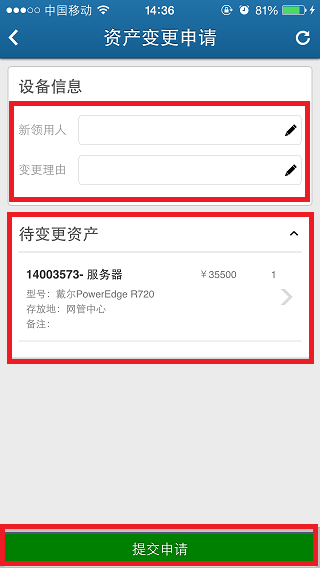 中国移动 14:36 81%
资产变更申请
设备信息
新领用人
变更理由
待变更资产
14003573- 服务器 ￥35500 1
型号：戴尔PowerEdge R720
存放地：网管中心
备注：
提交申请